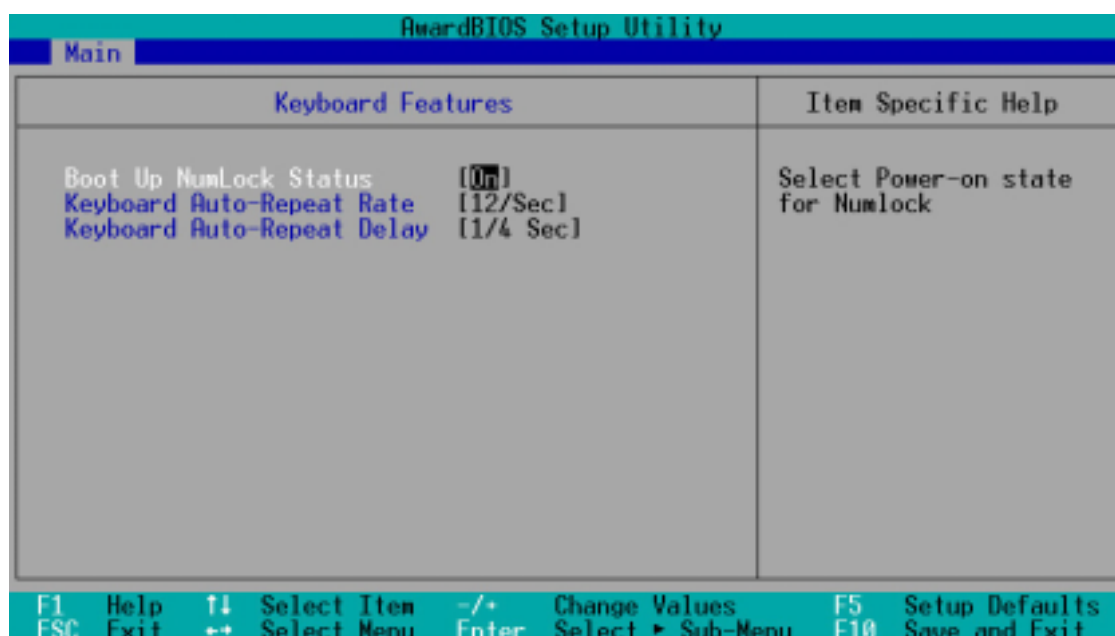 AwardBIOS Setup Utility
Main
Keyboard Features
Item Specific Help
Boot Up NumLock Status [On]
Keyboard Auto-Repeat Rate [12/Sec]
Keyboard Auto-Repeat Delay [1/4 Sec]
Select Power-on state
for Numlock
F1 Help ↑↓ Select Item -/+ Change Values F5 Setup Defaults
ESC Exit ←→ Select Menu Enter Select ► Sub-Menu F10 Save and Exit